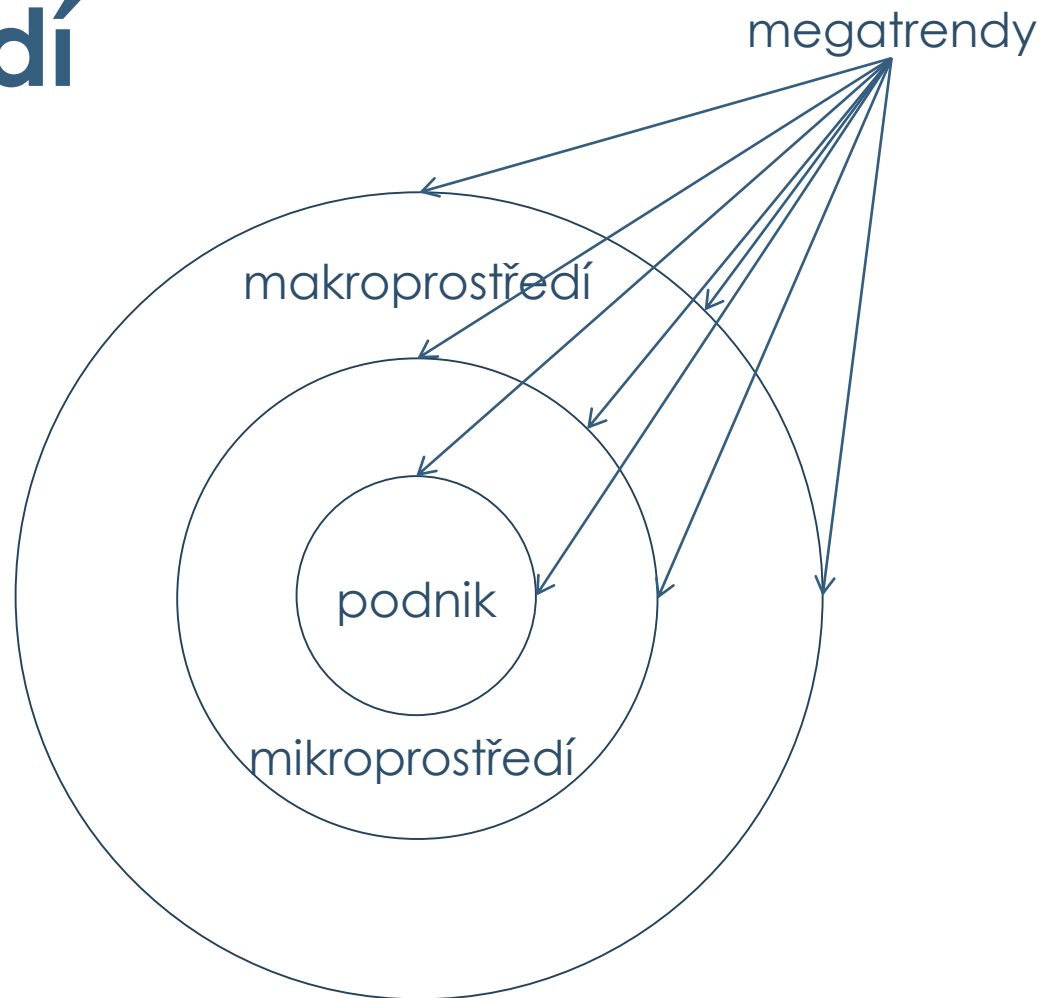 dí
megatrendy
makroprostředí
podnik
mikroprostředí